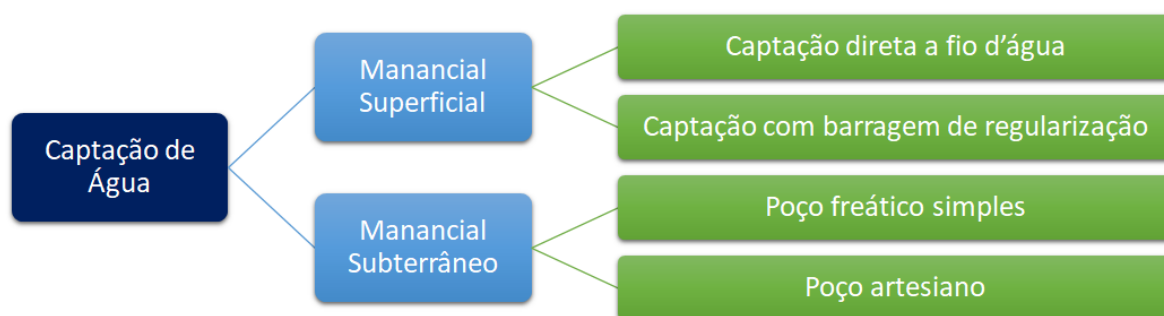 Captação de
Água
Manancial
Superficial
Captação direta a fio d’água
Captação com barragem de regularização
Manancial
Subterrâneo
Poço freático simples
Poço artesiano